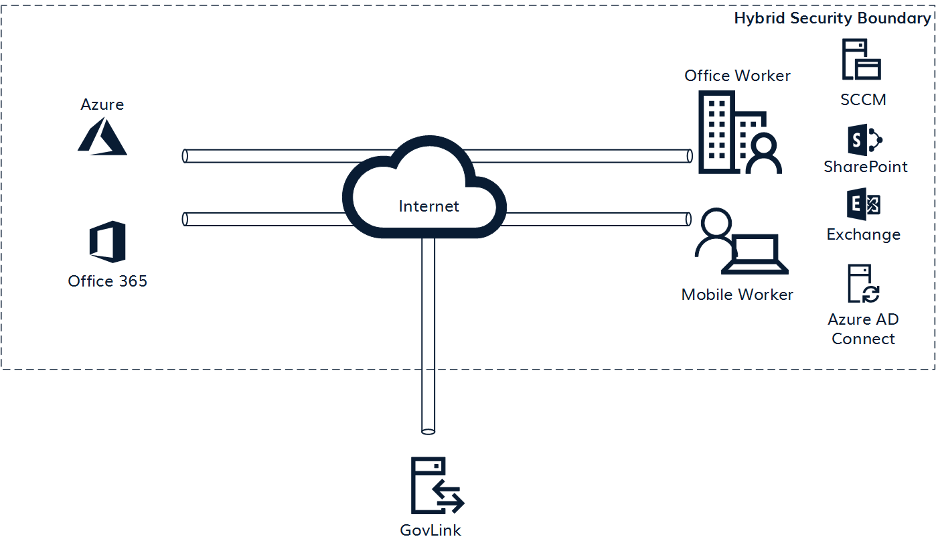 Hybrid Security Boundary
Office Worker
SCCM
Azure
S
SharePoint
Internet
E
Exchange
Office 365
Mobile Worker
Azure AD
Connect
GovLink